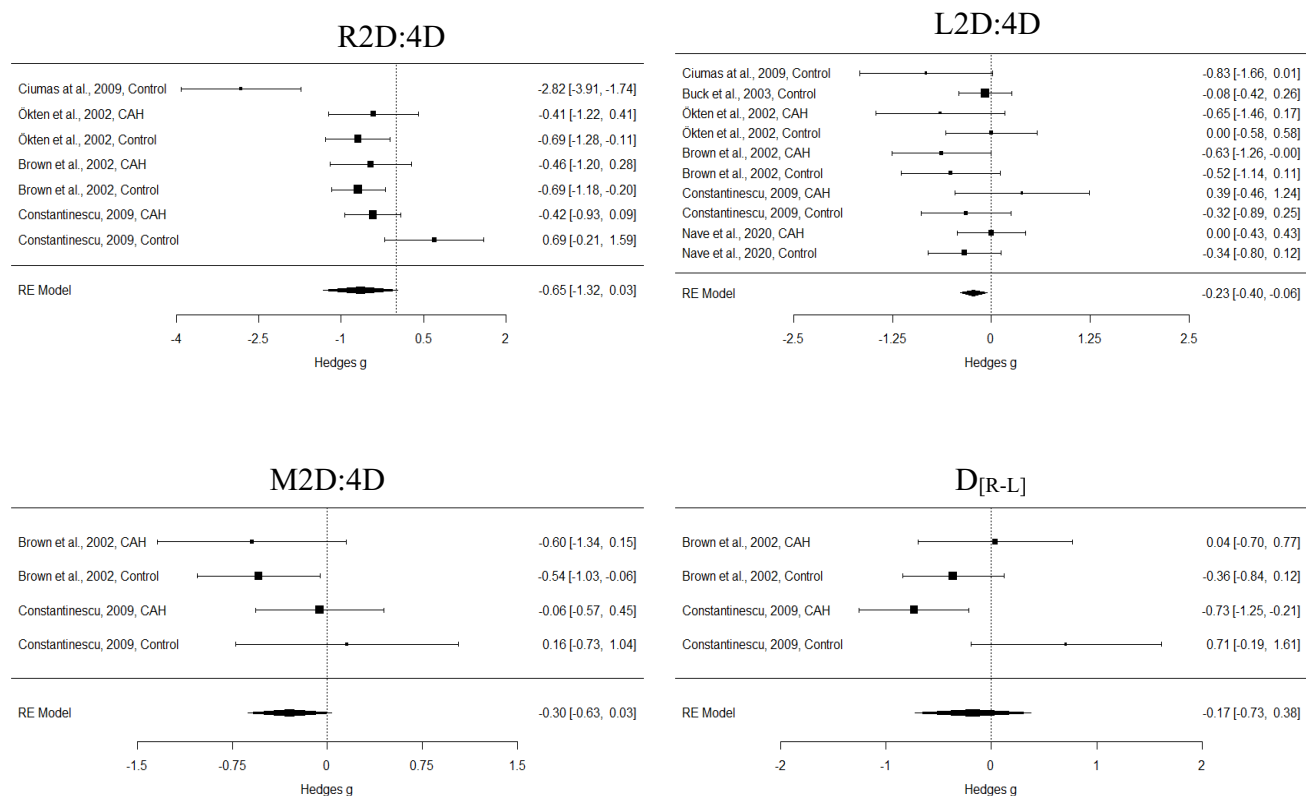 R2D:4D
Ciumas at al., 2009, Control -2.82 [-3.91, -1.74]
Ökten et al., 2002, CAH -0.41 [-1.22, 0.41]
Ökten et al., 2002, Control -0.69 [-1.28, -0.11]
Brown et al., 2002, CAH -0.46 [-1.20, 0.28]
Brown et al., 2002, Control -0.69 [-1.18, -0.20]
Constantinescu, 2009, CAH -0.42 [-0.93, 0.09]
Constantinescu, 2009, Control 0.69 [-0.21, 1.59]
RE Model -0.65 [-1.32, 0.03]
-4 -2.5 -1 0.5 2
Hedges g
L2D:4D
Ciumas at al., 2009, Control -0.83 [-1.66, 0.01]
Buck et al., 2003, Control -0.08 [-0.42, 0.26]
Ökten et al., 2002, CAH -0.65 [-1.46, 0.17]
Ökten et al., 2002, Control 0.00 [-0.58, 0.58]
Brown et al., 2002, CAH -0.63 [-1.26, -0.00]
Brown et al., 2002, Control -0.52 [-1.14, 0.11]
Constantinescu, 2009, CAH 0.39 [-0.46, 1.24]
Constantinescu, 2009, Control -0.32 [-0.89, 0.25]
Nave et al., 2020, CAH 0.00 [-0.43, 0.43]
Nave et al., 2020, Control -0.34 [-0.80, 0.12]
RE Model -0.23 [-0.40, -0.06]
-2.5 -1.25 0 1.25 2.5
Hedges g
M2D:4D
Brown et al., 2002, CAH -0.60 [-1.34, 0.15]
Brown et al., 2002, Control -0.54 [-1.03, -0.06]
Constantinescu, 2009, CAH -0.06 [-0.57, 0.45]
Constantinescu, 2009, Control 0.16 [-0.73, 1.04]
RE Model -0.30 [-0.63, 0.03]
-1.5 -0.75 0 0.75 1.5
Hedges g
D[R-L]
Brown et al., 2002, CAH 0.04 [-0.70, 0.77]
Brown et al., 2002, Control -0.36 [-0.84, 0.12]
Constantinescu, 2009, CAH -0.73 [-1.25, -0.21]
Constantinescu, 2009, Control 0.71 [-0.19, 1.61]
RE Model -0.17 [-0.73, 0.38]
-2 -1 0 1 2
Hedges g